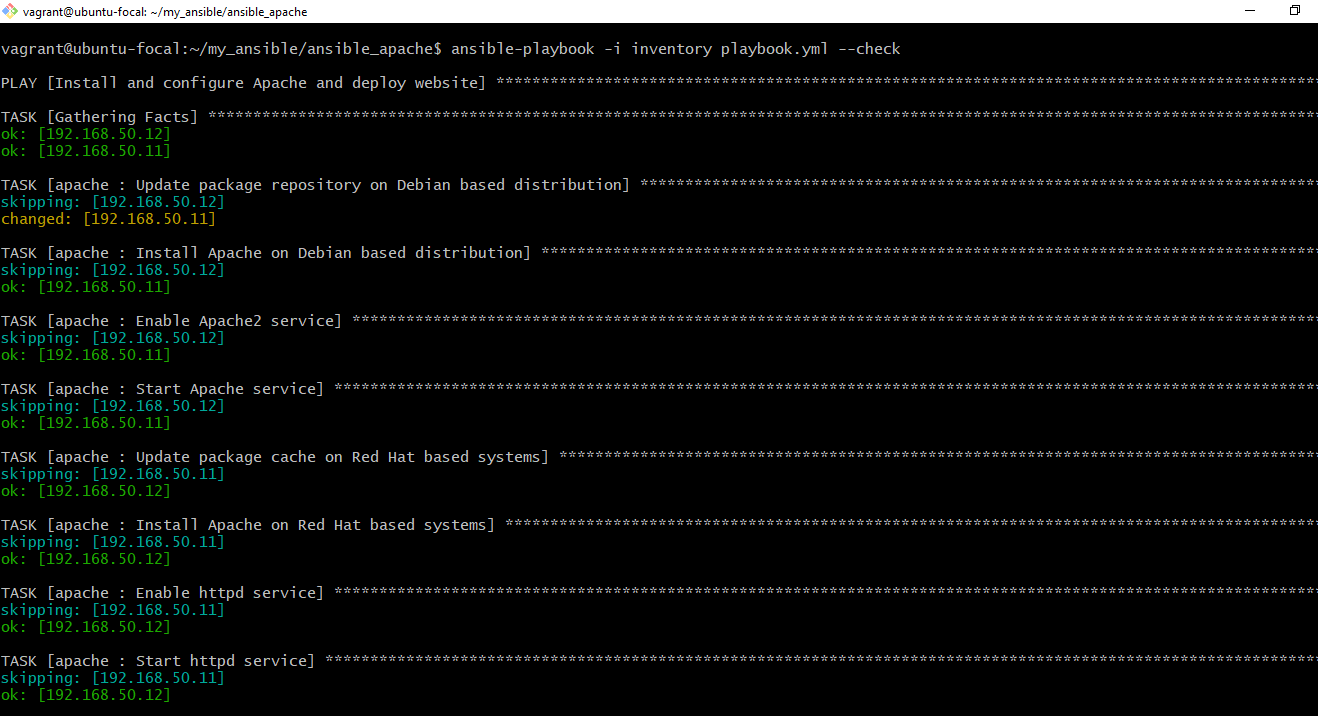 vagrant@ubuntu-focal: ~/my_ansible/ansible_apache
vagrant@ubuntu-focal:~/my_ansible/ansible_apache$ ansible-playbook -i inventory playbook.yml --check
PLAY [Install and configure Apache and deploy website] *******************************************************************************************
TASK [Gathering Facts] ***************************************************************************************************************************
ok: [192.168.50.12]
ok: [192.168.50.11]
TASK [apache : Update package repository on Debian based distribution] ***************************************************************************
skipping: [192.168.50.12]
changed: [192.168.50.11]
TASK [apache : Install Apache on Debian based distribution] **************************************************************************************
skipping: [192.168.50.12]
ok: [192.168.50.11]
TASK [apache : Enable Apache2 service] ***********************************************************************************************************
skipping: [192.168.50.12]
ok: [192.168.50.11]
TASK [apache : Start Apache service] *************************************************************************************************************
skipping: [192.168.50.12]
ok: [192.168.50.11]
TASK [apache : Update package cache on Red Hat based systems] ************************************************************************************
skipping: [192.168.50.11]
ok: [192.168.50.12]
TASK [apache : Install Apache on Red Hat based systems] ******************************************************************************************
skipping: [192.168.50.11]
ok: [192.168.50.12]
TASK [apache : Enable httpd service] *************************************************************************************************************
skipping: [192.168.50.11]
ok: [192.168.50.12]
TASK [apache : Start httpd service] **************************************************************************************************************
skipping: [192.168.50.11]
ok: [192.168.50.12]